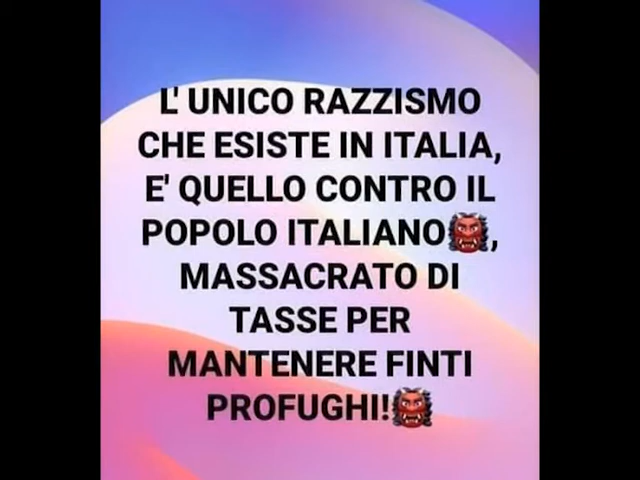 L' UNICO RAZZISMO
CHE ESISTE IN ITALIA,
E' QUELLO CONTRO IL
POPOLO ITALIANO👹,
MASSACRATO DI
TASSE PER
MANTENERE FINTI
PROFUGHI!👹